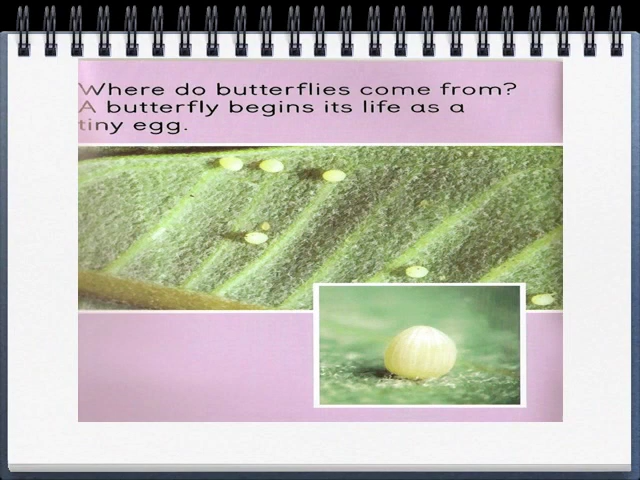 Where do butterflies come from?
A butterfly begins its life as a
tiny egg.